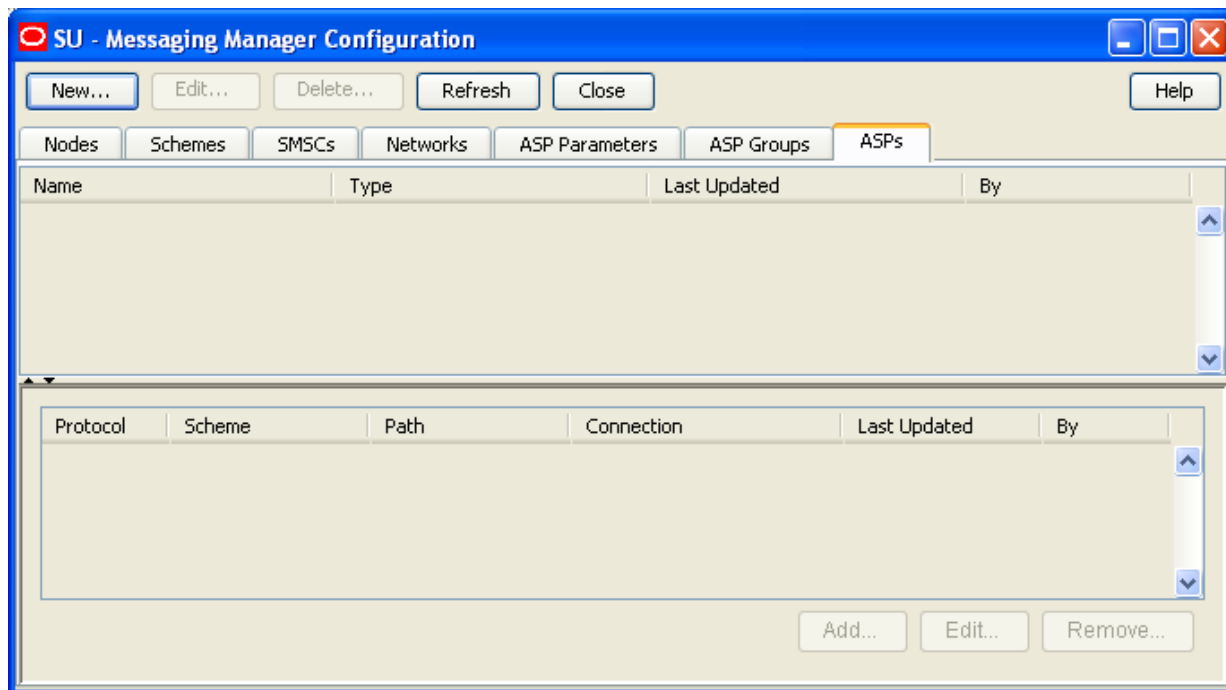 SU - Messaging Manager Configuration
New... Edit... Delete... Refresh Close Help
Nodes Schemes SMSCs Networks ASP Parameters ASP Groups ASPs
Name Type Last Updated By
Protocol Scheme Path Connection Last Updated By
Add... Edit... Remove...